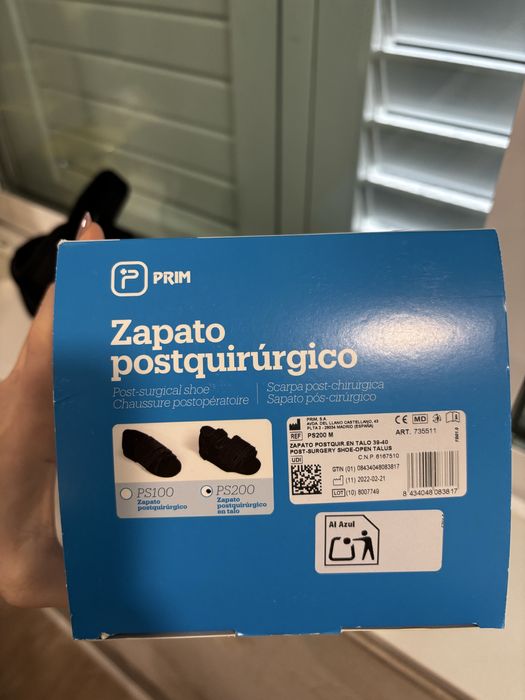 PRIM
Zapato
postquirúrgico
Post-surgical shoe
Chaussure postopératoire
Scarpa post-chirurgica
Sapato pós-cirúrgico
PS100
Zapato
postquirúrgico
PS200
Zapato
postquirúrgico
en talo
PRIM, S.A.
AVDA. DEL LLANO CASTELLANO, 43
PLTA 3 - 28034 MADRID (ESPAÑA)
CE MD
REF PS200 M
ART. 735511
ZAPATO POSTQUIR.EN TALO 39-40
POST-SURGERY SHOE-OPEN TALUS
UDI
C.N.P. 6167510
GTIN (01) 08434048083817
(11) 2022-02-21
LOT (10) 8007749
8 434048 083817
Al Azul